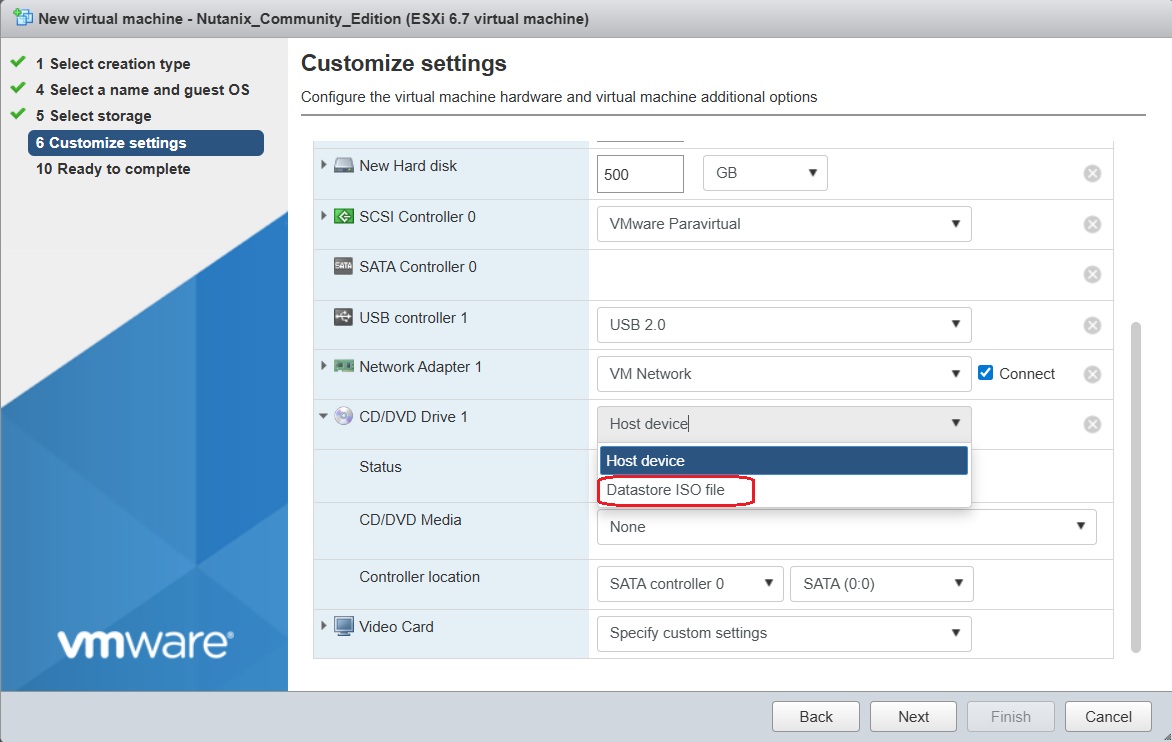 New virtual machine - Nutanix_Community_Edition (ESXi 6.7 virtual machine)
1 Select creation type
4 Select a name and guest OS
5 Select storage
6 Customize settings
10 Ready to complete
vmware®
Customize settings
Configure the virtual machine hardware and virtual machine additional options
New Hard disk 500 GB
SCSI Controller 0 VMware Paravirtual
SATA SATA Controller 0
USB controller 1 USB 2.0
Network Adapter 1 VM Network Connect
CD/DVD Drive 1 Host device
Host device
Status
Datastore ISO file
CD/DVD Media None
Controller location SATA controller 0 SATA (0:0)
Video Card Specify custom settings
Back Next Finish Cancel